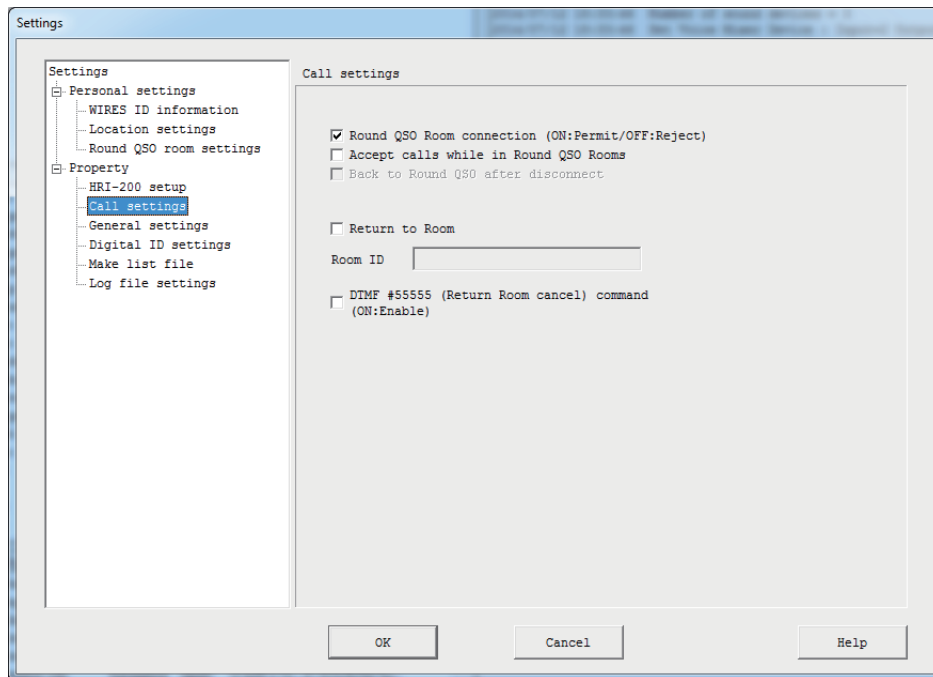 Settings
Settings
Call settings
Personal settings
WIRES ID information
Location settings
Round QSO room settings
Property
HRI-200 setup
Call settings
General settings
Digital ID settings
Make list file
Log file settings
Round QSO Room connection (ON:Permit/OFF:Reject)
Accept calls while in Round QSO Rooms
Back to Round QSO after disconnect
Return to Room
Room ID
DTMF #55555 (Return Room cancel) command
(ON:Enable)
OK
Cancel
Help